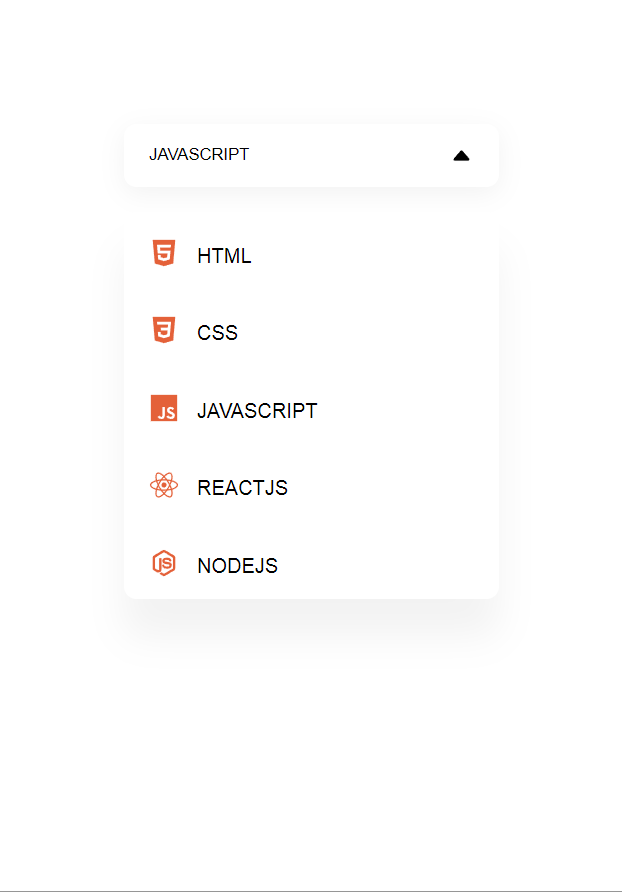 JAVASCRIPT
HTML
CSS
JS JAVASCRIPT
REACTJS
JS NODEJS